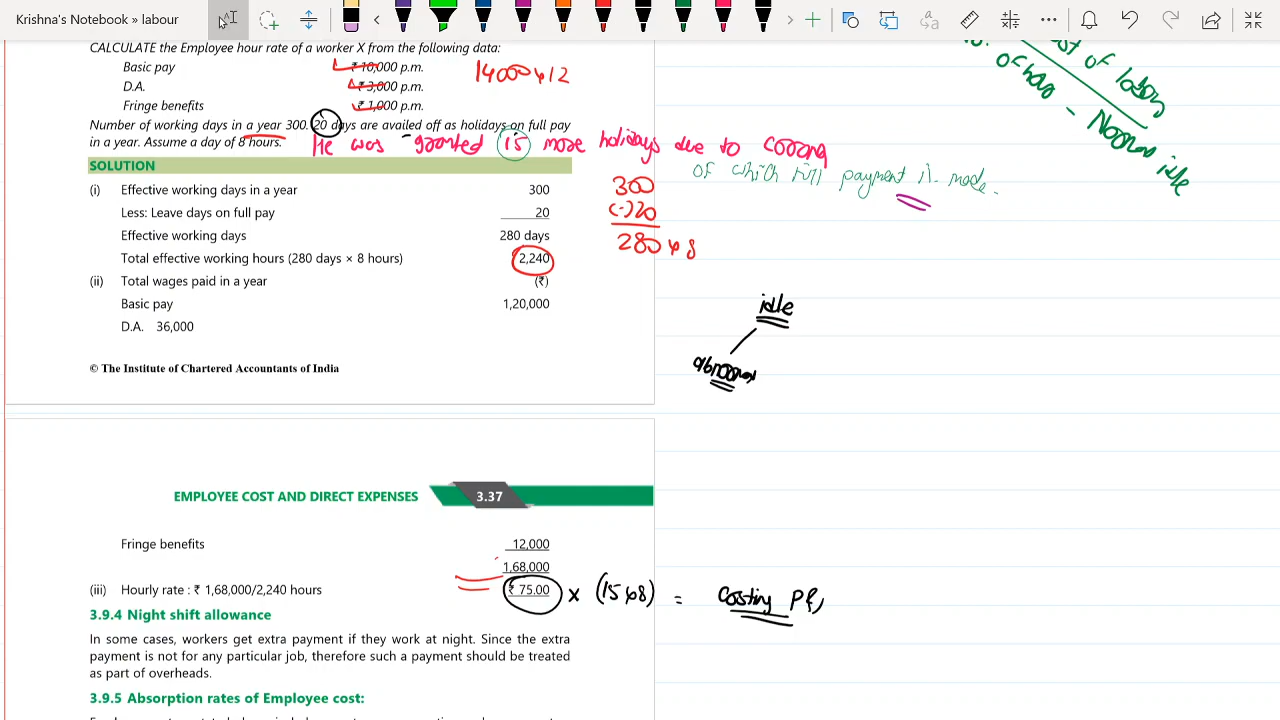 Krishna's Notebook » labour
CALCULATE the Employee hour rate of a worker X from the following data:
Basic pay ₹ 10,000 p.m. 14000 x 12
D.A. ₹ 3,000 p.m.
Fringe benefits ₹ 1,000 p.m.
Number of working days in a year 300. 20 days are availed off as holidays on full pay
in a year. Assume a day of 8 hours.
He was granted 15 more holidays due to corona
of which full payment is made.
Cost of labour
No. of hours - Normal idle
SOLUTION
(i) Effective working days in a year 300
Less: Leave days on full pay 20
Effective working days 280 days
Total effective working hours (280 days × 8 hours) 2,240
(ii) Total wages paid in a year (₹)
Basic pay 1,20,000
D.A. 36,000
300
(-) 20
280 x 8
idle
abnormal
© The Institute of Chartered Accountants of India
EMPLOYEE COST AND DIRECT EXPENSES 3.37
Fringe benefits 12,000
1,68,000
(iii) Hourly rate : ₹ 1,68,000/2,240 hours ₹ 75.00 x (15 x 8) = Costing P&L
3.9.4 Night shift allowance
In some cases, workers get extra payment if they work at night. Since the extra
payment is not for any particular job, therefore such a payment should be treated
as part of overheads.
3.9.5 Absorption rates of Employee cost: